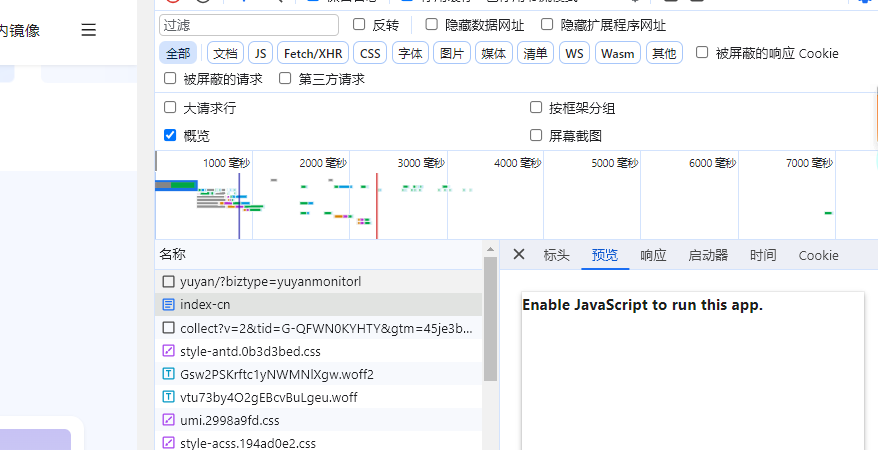 内镜像
过滤
反转
隐藏数据网址
隐藏扩展程序网址
全部
文档
JS
Fetch/XHR
CSS
字体
图片
媒体
清单
WS
Wasm
其他
被屏蔽的响应 Cookie
被屏蔽的请求
第三方请求
大请求行
按框架分组
概览
屏幕截图
1000 毫秒
2000 毫秒
3000 毫秒
4000 毫秒
5000 毫秒
6000 毫秒
7000 毫秒
名称
标头
预览
响应
启动器
时间
Cookie
yuyan/?biztype=yuyanmonitorl
index-cn
collect?v=2&tid=G-QFWN0KYHTY&gtm=45je3b...
style-antd.0b3d3bed.css
Gsw2PSKrftc1yNWMNlXgw.woff2
vtu73by4O2gEBcvBuLgeu.woff
umi.2998a9fd.css
style-acss.194ad0e2.css
Enable JavaScript to run this app.